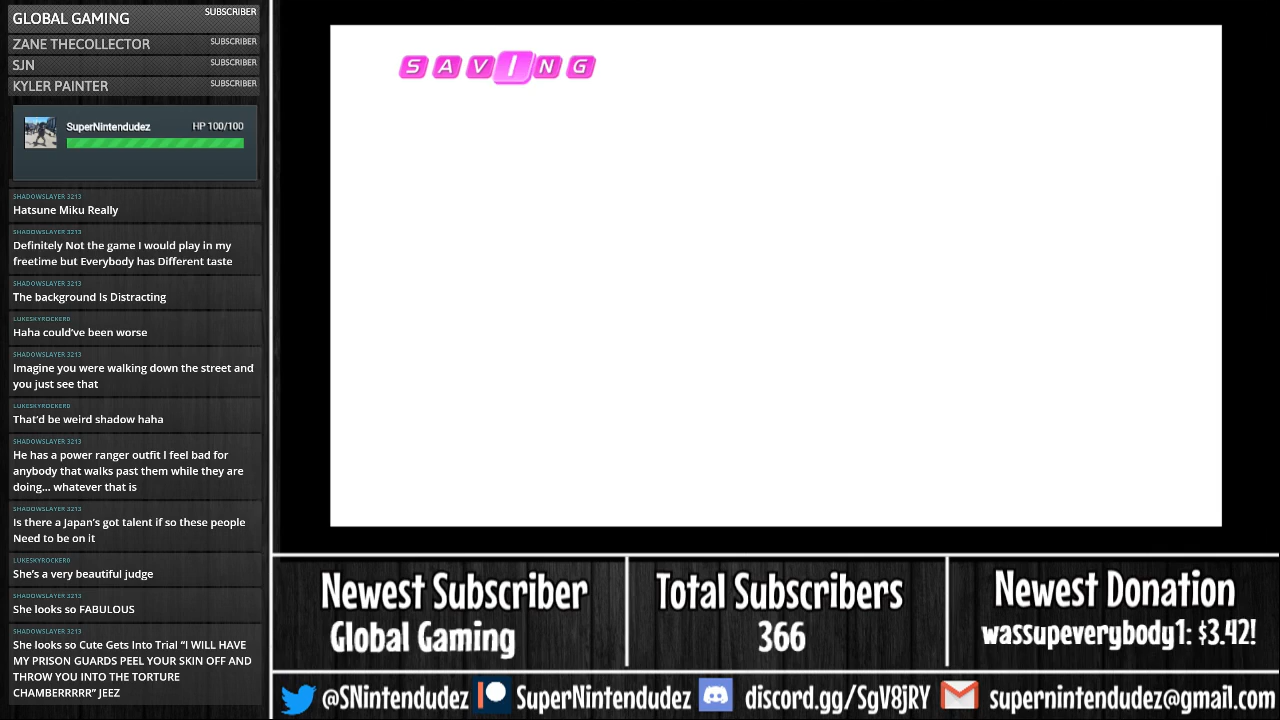 GLOBAL GAMING SUBSCRIBER
ZANE THECOLLECTOR SUBSCRIBER
SJN SUBSCRIBER
KYLER PAINTER SUBSCRIBER
SuperNintendudez HP 100/100
SHADOWSLAYER 3213
Hatsune Miku Really
SHADOWSLAYER 3213
Definitely Not the game I would play in my
freetime but Everybody has Different taste
SHADOWSLAYER 3213
The background Is Distracting
LUKESKYROCKER0
Haha could've been worse
SHADOWSLAYER 3213
Imagine you were walking down the street and
you just see that
LUKESKYROCKER0
That'd be weird shadow haha
SHADOWSLAYER 3213
He has a power ranger outfit I feel bad for
anybody that walks past them while they are
doing... whatever that is
SHADOWSLAYER 3213
Is there a Japan's got talent if so these people
Need to be on it
LUKESKYROCKER0
She's a very beautiful judge
SHADOWSLAYER 3213
She looks so FABULOUS
SHADOWSLAYER 3213
She looks so Cute Gets Into Trial "I WILL HAVE
MY PRISON GUARDS PEEL YOUR SKIN OFF AND
THROW YOU INTO THE TORTURE
CHAMBERRRRR" JEEZ
SAVING
Newest Subscriber
Global Gaming
Total Subscribers
366
Newest Donation
wassupeverybody1: $3.42!
@SNintendudez SuperNintendudez discord.gg/SgV8jRY supernintendudez@gmail.com